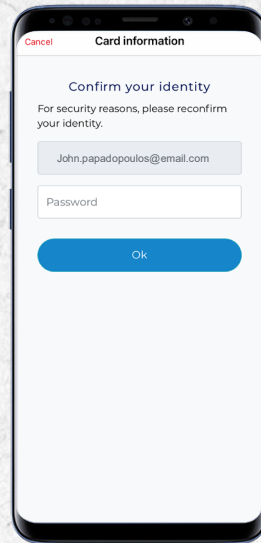 Cancel Card information
Confirm your identity
For security reasons, please reconfirm
your identity.
John.papadopoulos@email.com
Password
Ok